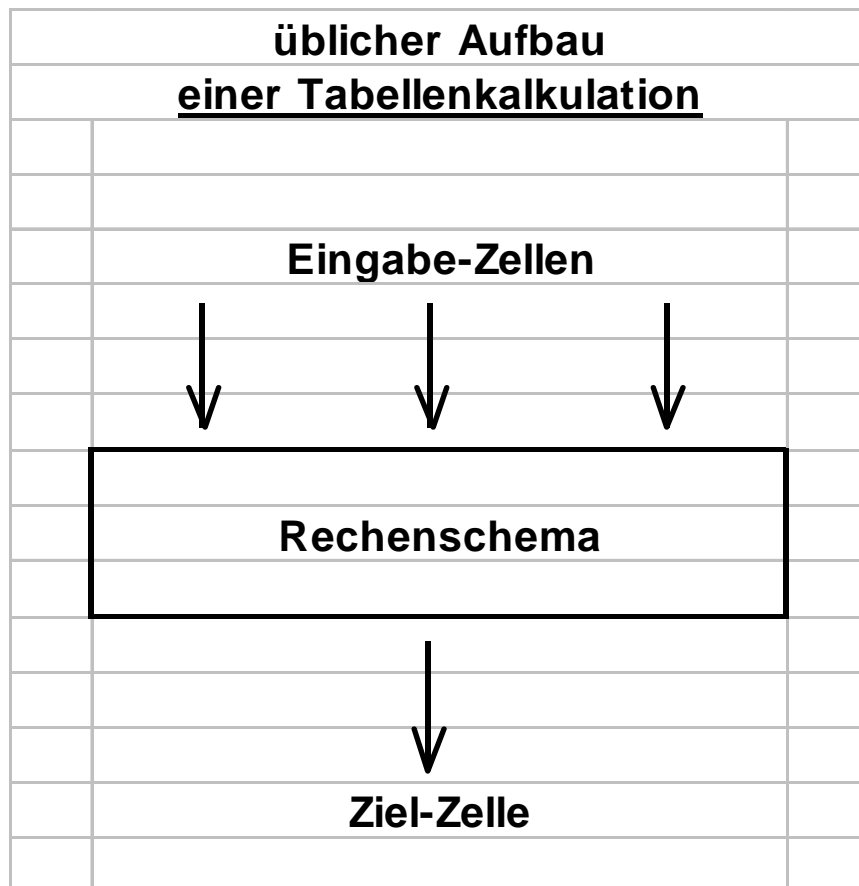 üblicher Aufbau
einer Tabellenkalkulation
Eingabe-Zellen
Rechenschema
Ziel-Zelle